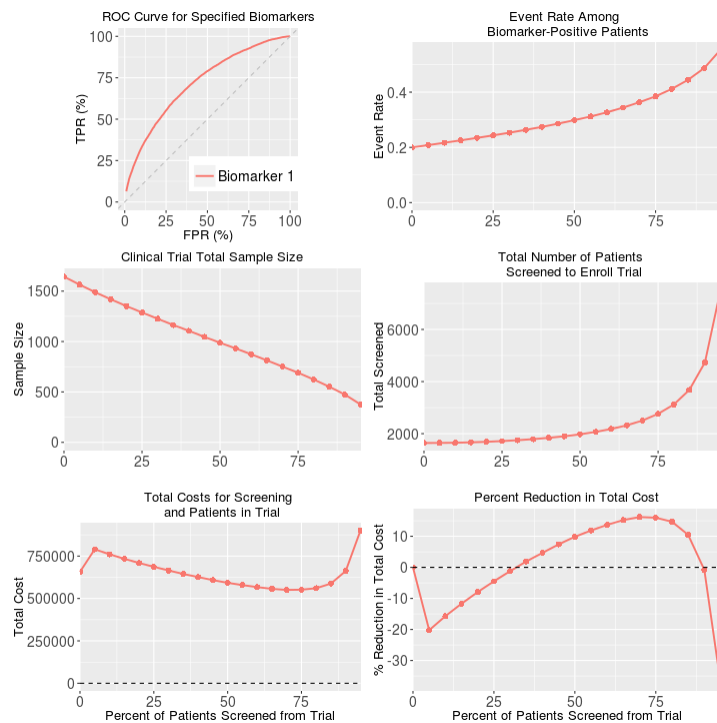 ROC Curve for Specified Biomarkers
100
75
50
25
0
TPR (%)
Biomarker 1
0 25 50 75 100
FPR (%)
Event Rate Among
Biomarker-Positive Patients
0.4
0.2
0.0
Event Rate
0 25 50 75
Clinical Trial Total Sample Size
1500
1000
500
0
Sample Size
0 25 50 75
Total Number of Patients
Screened to Enroll Trial
6000
4000
2000
Total Screened
0 25 50 75
Total Costs for Screening
and Patients in Trial
750000
500000
250000
0
Total Cost
0 25 50 75
Percent of Patients Screened from Trial
Percent Reduction in Total Cost
10
0
-10
-20
-30
% Reduction in Total Cost
0 25 50 75
Percent of Patients Screened from Trial